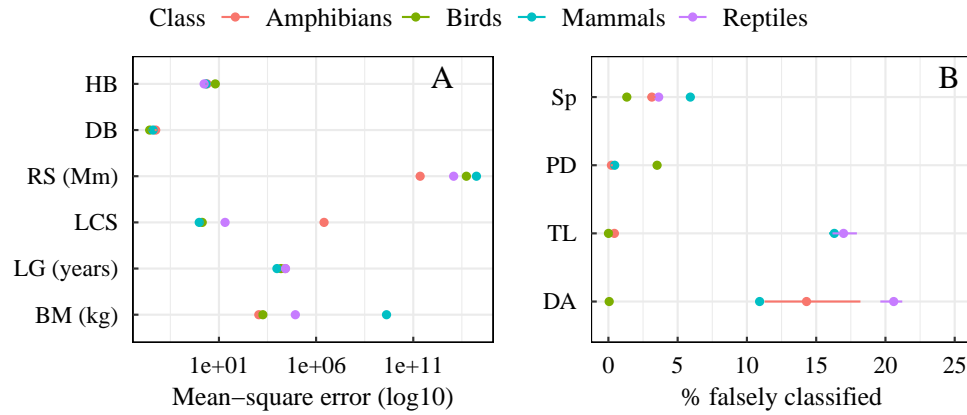 Class Amphibians Birds Mammals Reptiles
A
HB
DB
RS (Mm)
LCS
LG (years)
BM (kg)
1e+01 1e+06 1e+11
Mean−square error (log10)
B
Sp
PD
TL
DA
0 5 10 15 20 25
% falsely classified